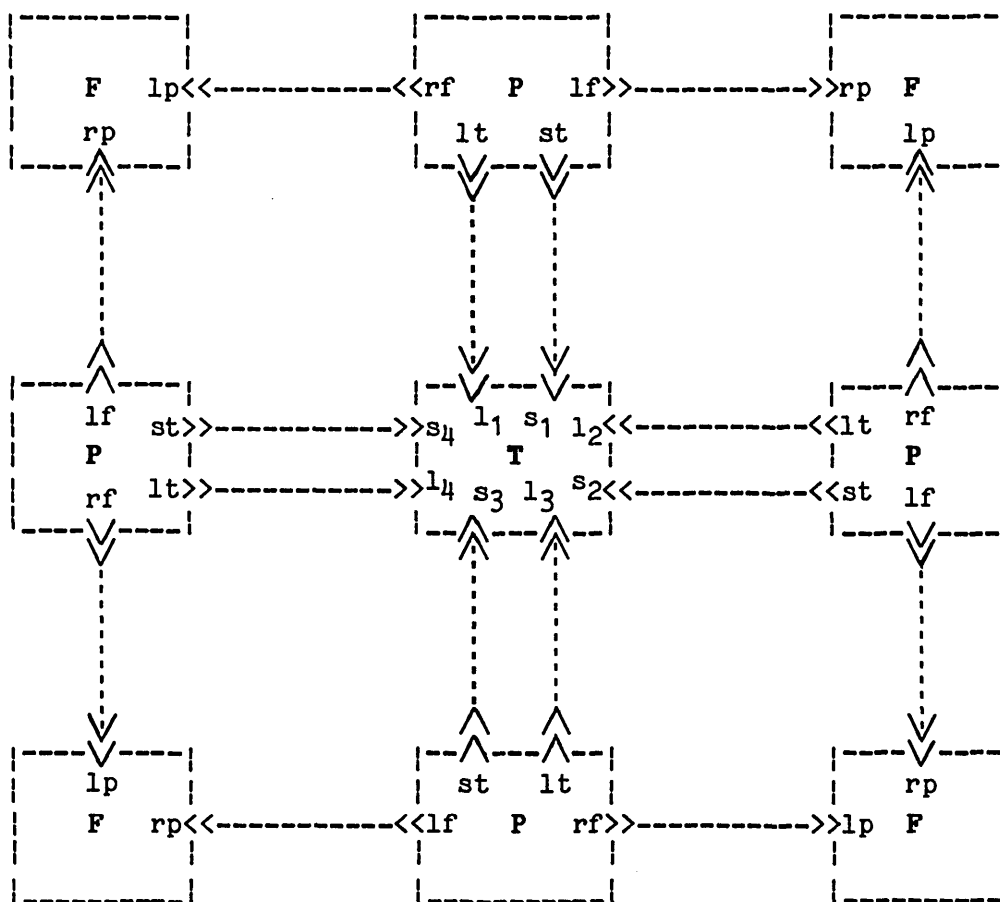 F lp rf P lf rp F
rp lt st lp
lf l1 s1 rf
st s4 l2 lt
P T P
lt l4 s3 l3 s2 st
rf lf
lp st lt rp
F rp lf P rf lp F